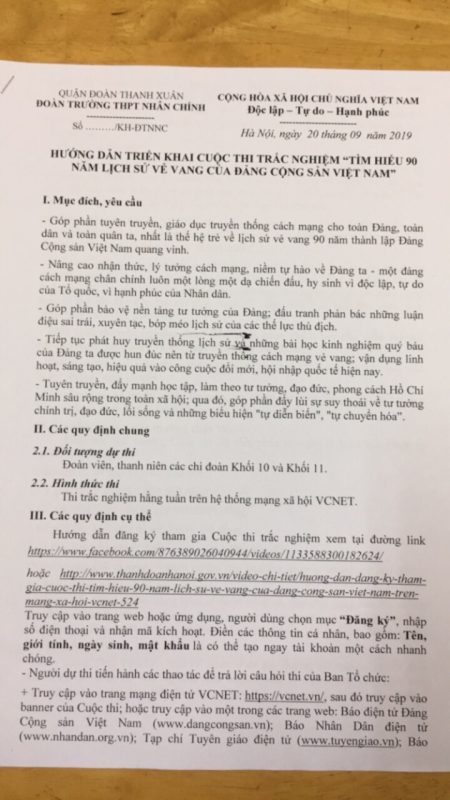 QUẬN ĐOÀN THANH XUÂN
ĐOÀN TRƯỜNG THPT NHÂN CHÍNH
Số ………/KH-ĐTNNC
CỘNG HÒA XÃ HỘI CHỦ NGHĨA VIỆT NAM
Độc lập – Tự do – Hạnh phúc
Hà Nội, ngày 20 tháng 09 năm 2019
HƯỚNG DẪN TRIỂN KHAI CUỘC THI TRẮC NGHIỆM “TÌM HIỂU 90
NĂM LỊCH SỬ VẺ VANG CỦA ĐẢNG CỘNG SẢN VIỆT NAM”
I. Mục đích, yêu cầu
- Góp phần tuyên truyền, giáo dục truyền thống cách mạng cho toàn Đảng, toàn
dân và toàn quân ta, nhất là thế hệ trẻ về lịch sử vẻ vang 90 năm thành lập Đảng
Cộng sản Việt Nam quang vinh.
- Nâng cao nhận thức, lý tưởng cách mạng, niềm tự hào về Đảng ta - một đảng
cách mạng chân chính luôn một lòng một dạ chiến đấu, hy sinh vì độc lập, tự do
của Tổ quốc, vì hạnh phúc của Nhân dân.
- Góp phần bảo vệ nền tảng tư tưởng của Đảng; đấu tranh phản bác những luận
điệu sai trái, xuyên tạc, bóp méo lịch sử của các thế lực thù địch.
- Tiếp tục phát huy truyền thống lịch sử và những bài học kinh nghiệm quý báu
của Đảng ta được hun đúc nên từ truyền thống cách mạng vẻ vang; vận dụng linh
hoạt, sáng tạo, hiệu quả vào công cuộc đổi mới, hội nhập quốc tế hiện nay.
- Tuyên truyền, đẩy mạnh học tập, làm theo tư tưởng, đạo đức, phong cách Hồ Chí
Minh sâu rộng trong toàn xã hội; qua đó, góp phần đẩy lùi sự suy thoái về tư tưởng
chính trị, đạo đức, lối sống và những biểu hiện "tự diễn biến", "tự chuyển hóa".
II. Các quy định chung
2.1. Đối tượng dự thi
Đoàn viên, thanh niên các chi đoàn Khối 10 và Khối 11.
2.2. Hình thức thi
Thi trắc nghiệm hằng tuần trên hệ thống mạng xã hội VCNET.
III. Các quy định cụ thể
Hướng dẫn đăng ký tham gia Cuộc thi trắc nghiệm xem tại đường link
https://www.facebook.com/876389026040944/videos/1133588300182624/
hoặc http://www.thanhdoanhanoi.gov.vn/video-chi-tiet/huong-dan-dang-ky-tham-
gia-cuoc-thi-tim-hieu-90-nam-lich-su-ve-vang-cua-dang-cong-san-viet-nam-tren-
mang-xa-hoi-vcnet-524
Truy cập vào trang web hoặc ứng dụng, người dùng chọn mục “Đăng ký”, nhập
số điện thoại và nhận mã kích hoạt. Điền các thông tin cá nhân, bao gồm: Tên,
giới tính, ngày sinh, mật khẩu là có thể tạo ngay tài khoản một cách nhanh
chóng.
- Người dự thi tiến hành các thao tác để trả lời câu hỏi thi của Ban Tổ chức:
+ Truy cập vào trang mạng điện tử VCNET: https://vcnet.vn/, sau đó truy cập vào
banner của Cuộc thi; hoặc truy cập vào một trong các trang web: Báo điện tử Đảng
Cộng sản Việt Nam (www.dangcongsan.vn); Báo Nhân Dân điện tử
(www.nhandan.org.vn); Tạp chí Tuyên giáo điện tử (www.tuyengiao.vn); Báo